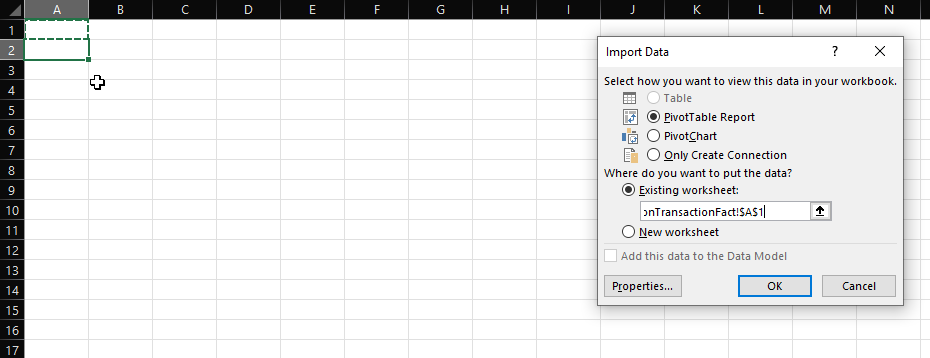 A B C D E F G H I J K L M N
1
2
3
4
5
6
7
8
9
10
11
12
13
14
15
16
17
Import Data ?
Select how you want to view this data in your workbook.
Table
PivotTable Report
PivotChart
Only Create Connection
Where do you want to put the data?
Existing worksheet:
onTransactionFact!$A$1
New worksheet
Add this data to the Data Model
Properties... OK Cancel